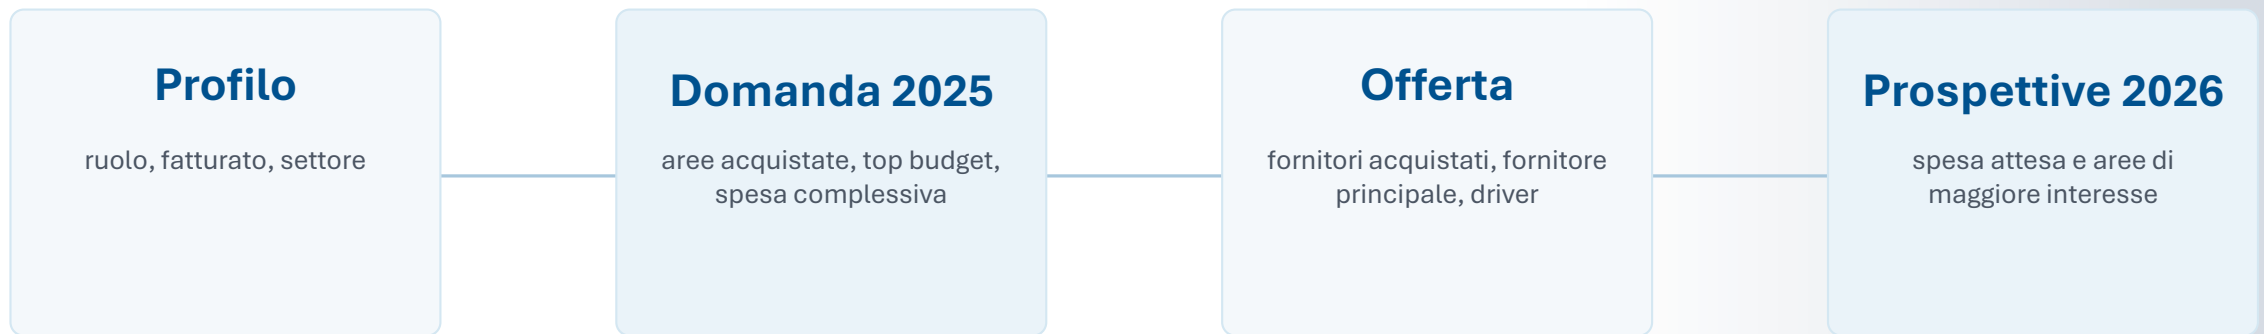 Profilo
ruolo, fatturato, settore
Domanda 2025
aree acquistate, top budget,
spesa complessiva
Offerta
fornitori acquistati, fornitore
principale, driver
Prospettive 2026
spesa attesa e aree di
maggiore interesse